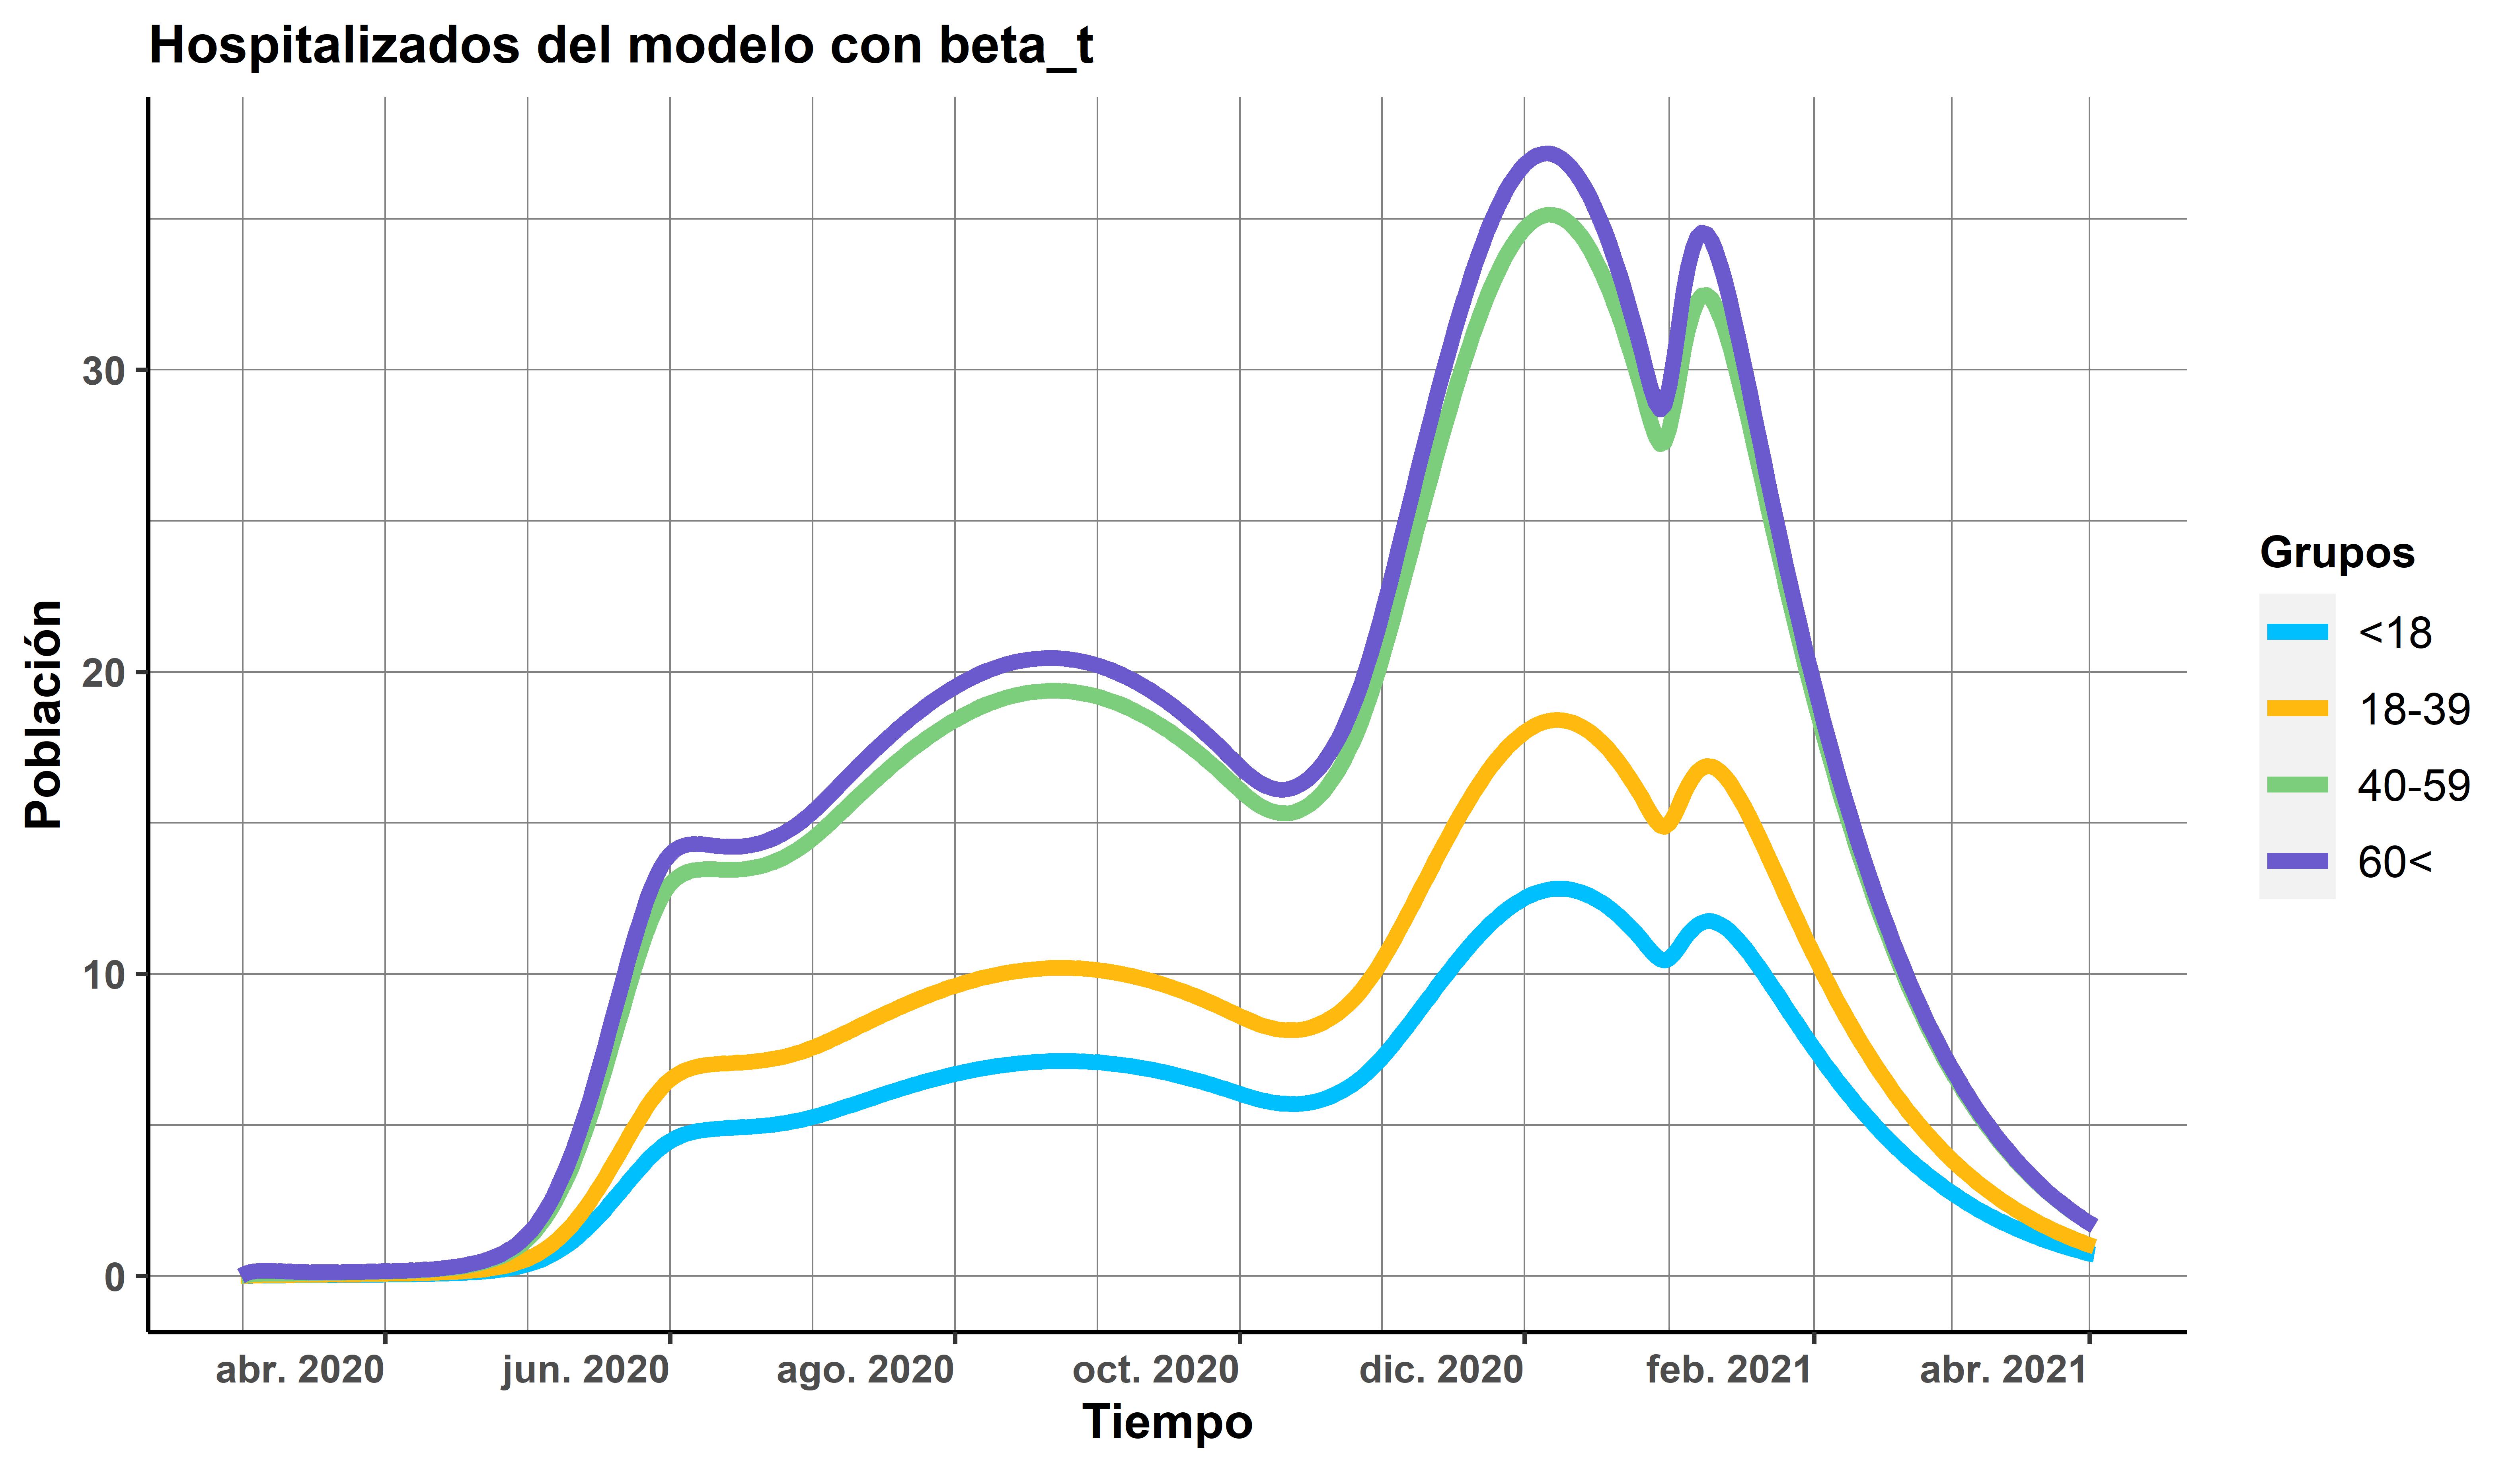 Hospitalizados del modelo con beta_t
Población
30
20
10
0
abr. 2020 jun. 2020 ago. 2020 oct. 2020 dic. 2020 feb. 2021 abr. 2021
Tiempo
Grupos
<18
18-39
40-59
60<